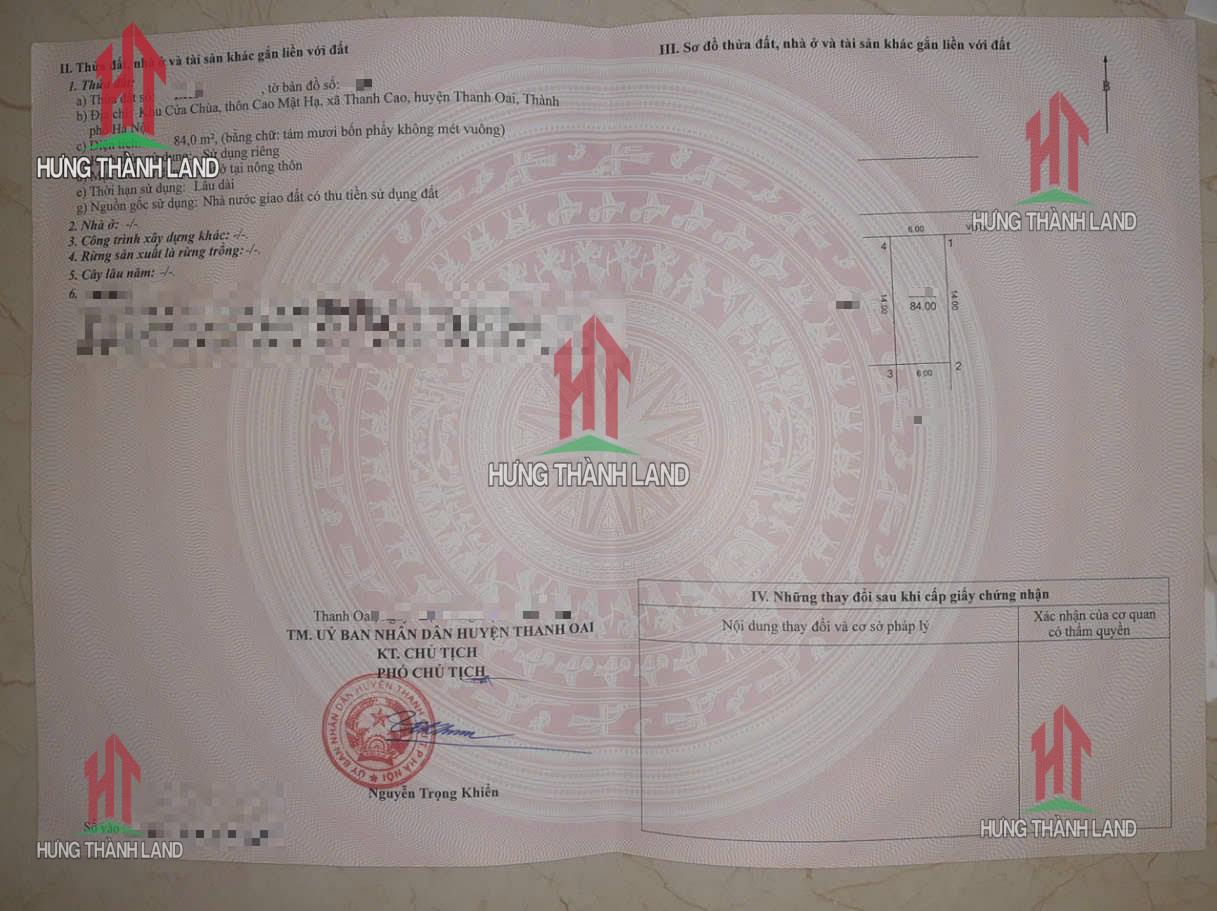 II. Thửa đất, nhà ở và tài sản khác gắn liền với đất
1. Thửa đất:
a) Thửa đất số: , tờ bản đồ số:
b) Địa chỉ: Khu Cửa Chùa, thôn Cao Mật Hạ, xã Thanh Cao, huyện Thanh Oai, Thành
phố Hà Nội
c) Diện tích: 84,0 m², (bằng chữ: tám mươi bốn phẩy không mét vuông)
dụng: Sử dụng riêng
ở tại nông thôn
e) Thời hạn sử dụng: Lâu dài
g) Nguồn gốc sử dụng: Nhà nước giao đất có thu tiền sử dụng đất
2. Nhà ở: -/-
3. Công trình xây dựng khác: -/-.
4. Rừng sản xuất là rừng trồng: -/-.
5. Cây lâu năm: -/-.
6.
Thanh Oai
TM. UỶ BAN NHÂN DÂN HUYỆN THANH OAI
KT. CHỦ TỊCH
PHÓ CHỦ TỊCH
ỦY BAN NHÂN DÂN HUYỆN THANH
T.P HÀ NỘI
Nguyễn Trọng Khiển
Số vào
III. Sơ đồ thửa đất, nhà ở và tài sản khác gắn liền với đất
B
6.00
4
1
14.00
84.00
14.00
3
6.00
2
IV. Những thay đổi sau khi cấp giấy chứng nhận
Nội dung thay đổi và cơ sở pháp lý
Xác nhận của cơ quan
có thẩm quyền
HƯNG THÀNH LAND
HƯNG THÀNH LAND
HƯNG THÀNH LAND
HƯNG THÀNH LAND
HƯNG THÀNH LAND